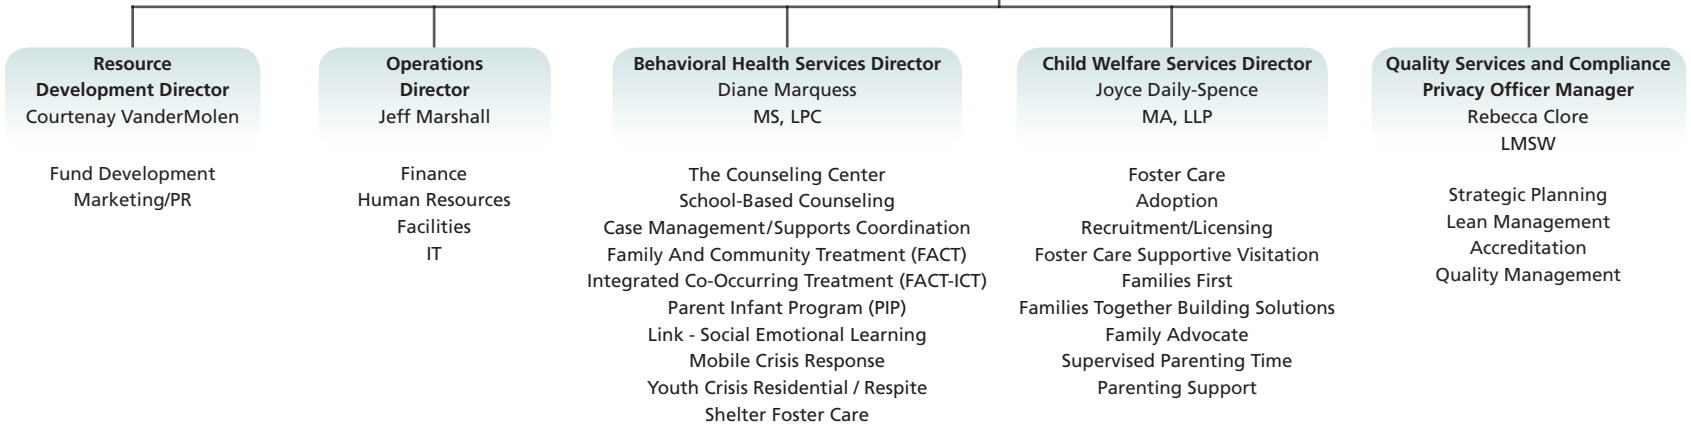 Resource
Development Director
Courtenay VanderMolen
Fund Development
Marketing/PR
Operations
Director
Jeff Marshall
Finance
Human Resources
Facilities
IT
Behavioral Health Services Director
Diane Marquess
MS, LPC
The Counseling Center
School-Based Counseling
Case Management/Supports Coordination
Family And Community Treatment (FACT)
Integrated Co-Occurring Treatment (FACT-ICT)
Parent Infant Program (PIP)
Link - Social Emotional Learning
Mobile Crisis Response
Youth Crisis Residential / Respite
Shelter Foster Care
Child Welfare Services Director
Joyce Daily-Spence
MA, LLP
Foster Care
Adoption
Recruitment/Licensing
Foster Care Supportive Visitation
Families First
Families Together Building Solutions
Family Advocate
Supervised Parenting Time
Parenting Support
Quality Services and Compliance
Privacy Officer Manager
Rebecca Clore
LMSW
Strategic Planning
Lean Management
Accreditation
Quality Management